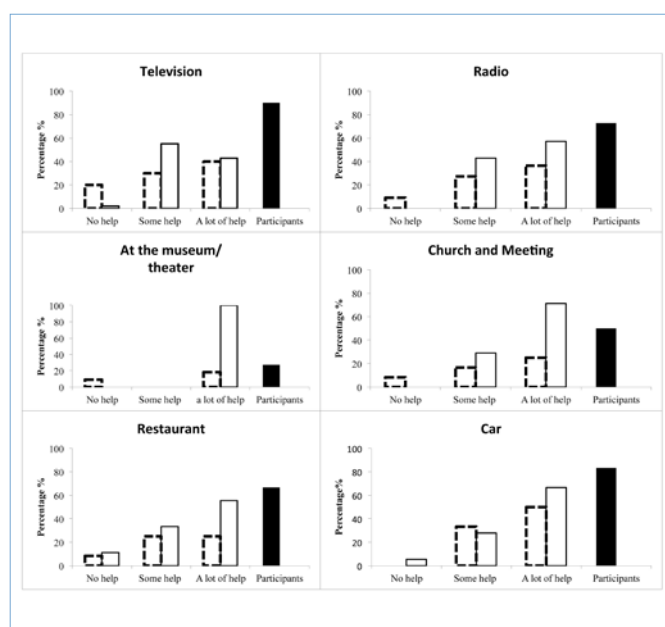 Television
Percentage %
100
80
60
40
20
0
No help
Some help
A lot of help
Participants
Radio
Percentage %
100
80
60
40
20
0
No help
Some help
A lot of help
Participants
At the museum/
theater
Percentage %
100
80
60
40
20
0
No help
Some help
a lot of help
Participants
Church and Meeting
Percentage %
100
80
60
40
20
0
No help
Some help
A lot of help
Participants
Restaurant
Percentage %
100
80
60
40
20
0
No help
Some help
A lot of help
Participants
Car
Percentage%
100
80
60
40
20
0
No help
Some help
A lot of help
Participants